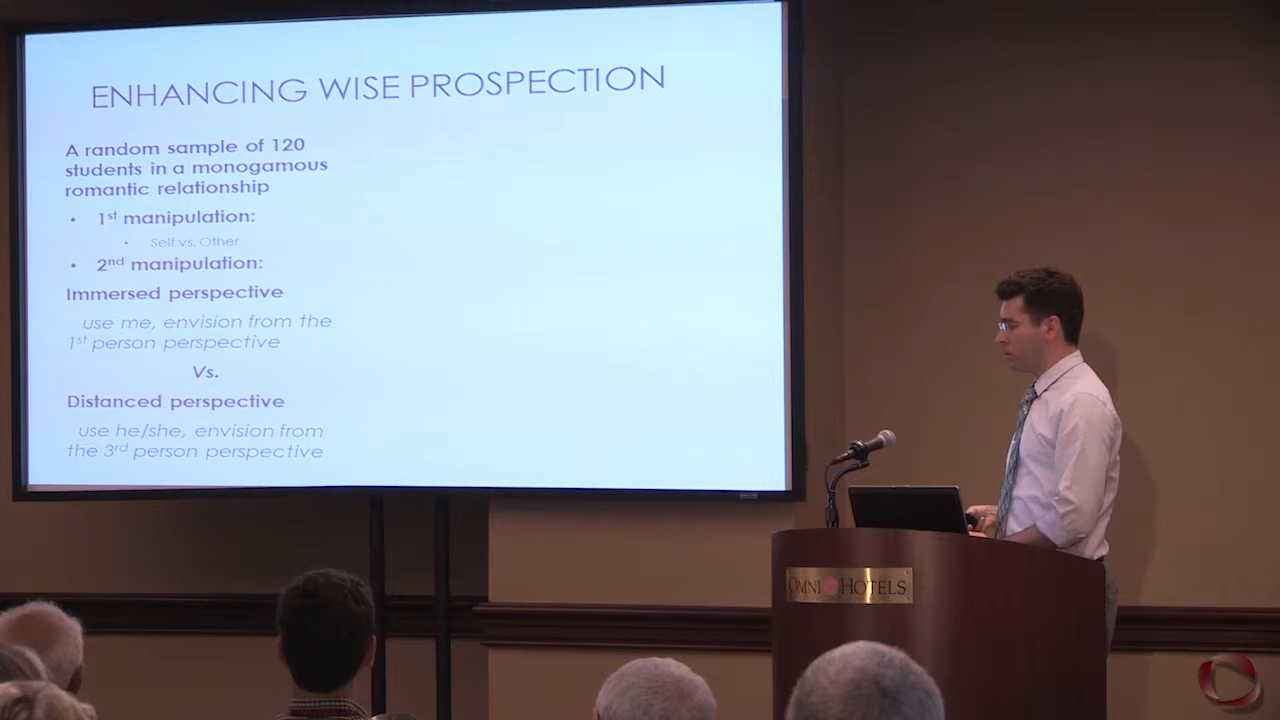 ENHANCING WISE PROSPECTION
A random sample of 120
students in a monogamous
romantic relationship
• 1st manipulation:
• Self vs. Other
• 2nd manipulation:
Immersed perspective
use me, envision from the
1st person perspective
Vs.
Distanced perspective
use he/she, envision from
the 3rd person perspective
OMNI HOTELS